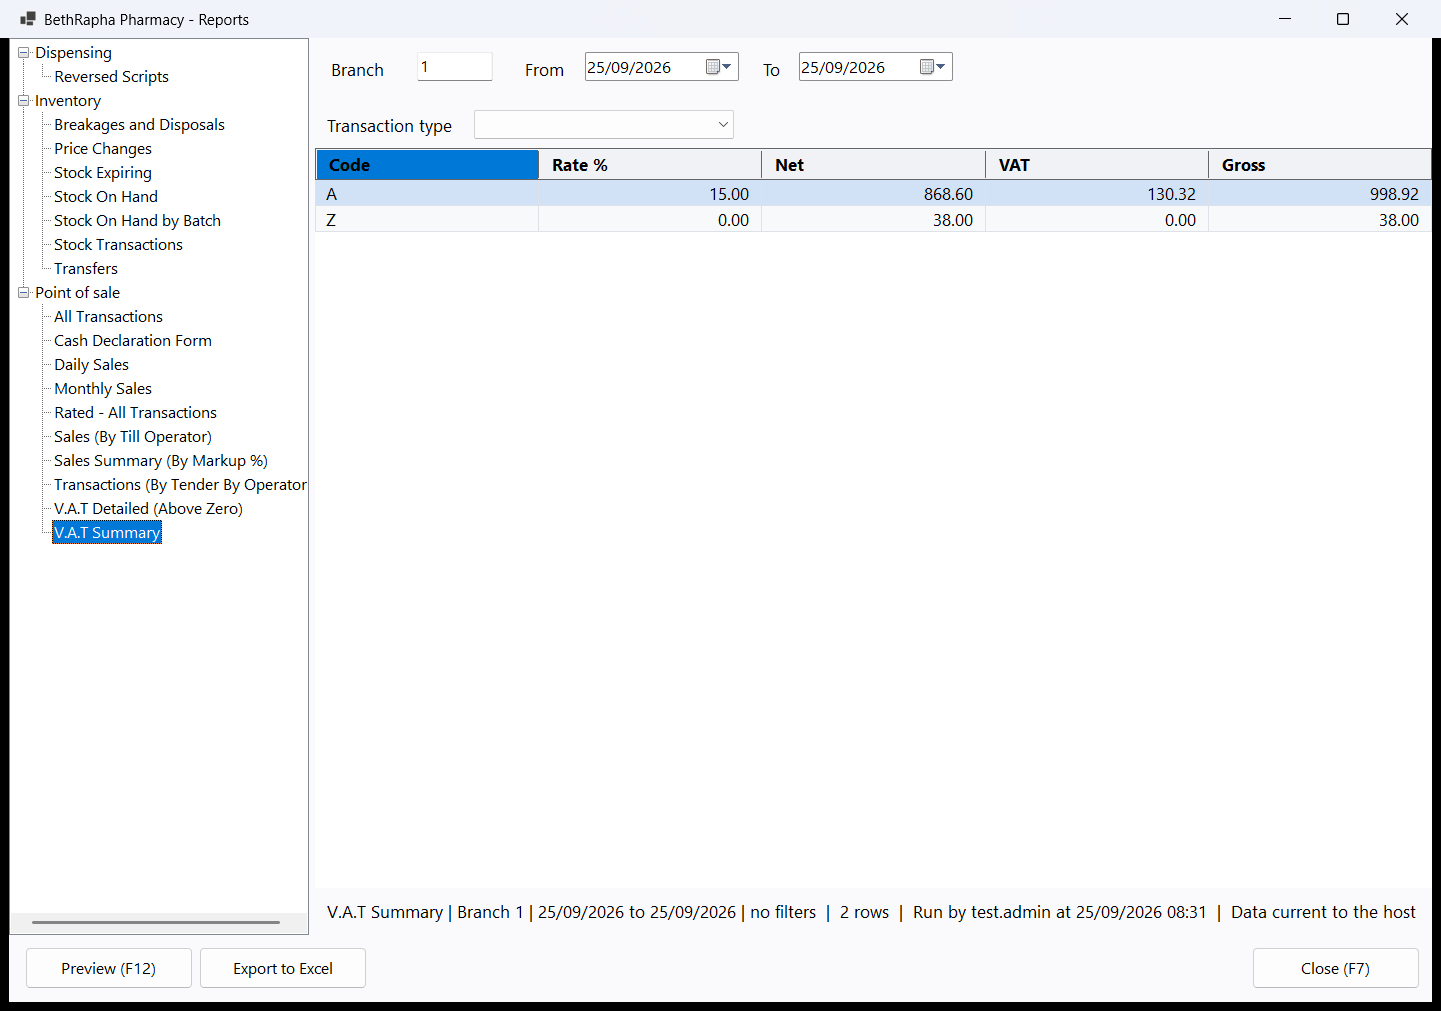 BethRapha Pharmacy - Reports
Dispensing
Reversed Scripts
Inventory
Breakages and Disposals
Price Changes
Stock Expiring
Stock On Hand
Stock On Hand by Batch
Stock Transactions
Transfers
Point of sale
All Transactions
Cash Declaration Form
Daily Sales
Monthly Sales
Rated - All Transactions
Sales (By Till Operator)
Sales Summary (By Markup %)
Transactions (By Tender By Operator
V.A.T Detailed (Above Zero)
V.A.T Summary
Branch 1 From 25/09/2026 To 25/09/2026
Transaction type
Code Rate % Net VAT Gross
A 15.00 868.60 130.32 998.92
Z 0.00 38.00 0.00 38.00
V.A.T Summary | Branch 1 | 25/09/2026 to 25/09/2026 | no filters | 2 rows | Run by test.admin at 25/09/2026 08:31 | Data current to the host
Preview (F12) Export to Excel Close (F7)